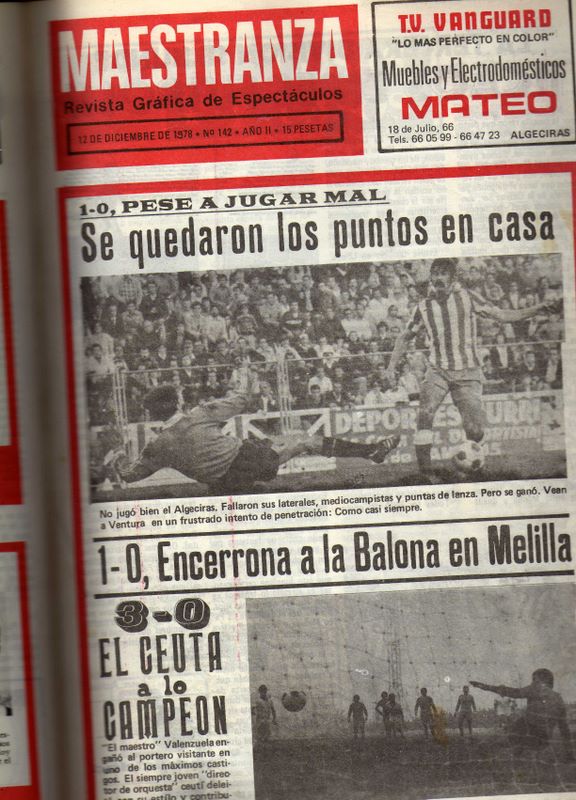 MAESTRANZA
Revista Gráfica de Espectáculos
12 DE DICIEMBRE DE 1978 • Nº 142 • AÑO II • 15 PESETAS
T.V. VANGUARD
"LO MAS PERFECTO EN COLOR"
Muebles y Electrodomésticos
MATEO
18 de Julio, 66
Tels. 66 05 99 - 66 47 23 ALGECIRAS
1-0, PESE A JUGAR MAL
Se quedaron los puntos en casa
DEPORTES
No jugó bien el Algeciras. Fallaron sus laterales, mediocampistas y puntas de lanza. Pero se ganó. Vean
a Ventura en un frustrado intento de penetración: Como casi siempre.
1-0, Encerrona a la Balona en Melilla
3-0
EL CEUTA
a lo
CAMPEON
"El maestro" Valenzuela en-
gañó al portero visitante en
uno de los máximos casti-
gos. El siempre joven "direc-
tor de orquesta" ceutí delei-